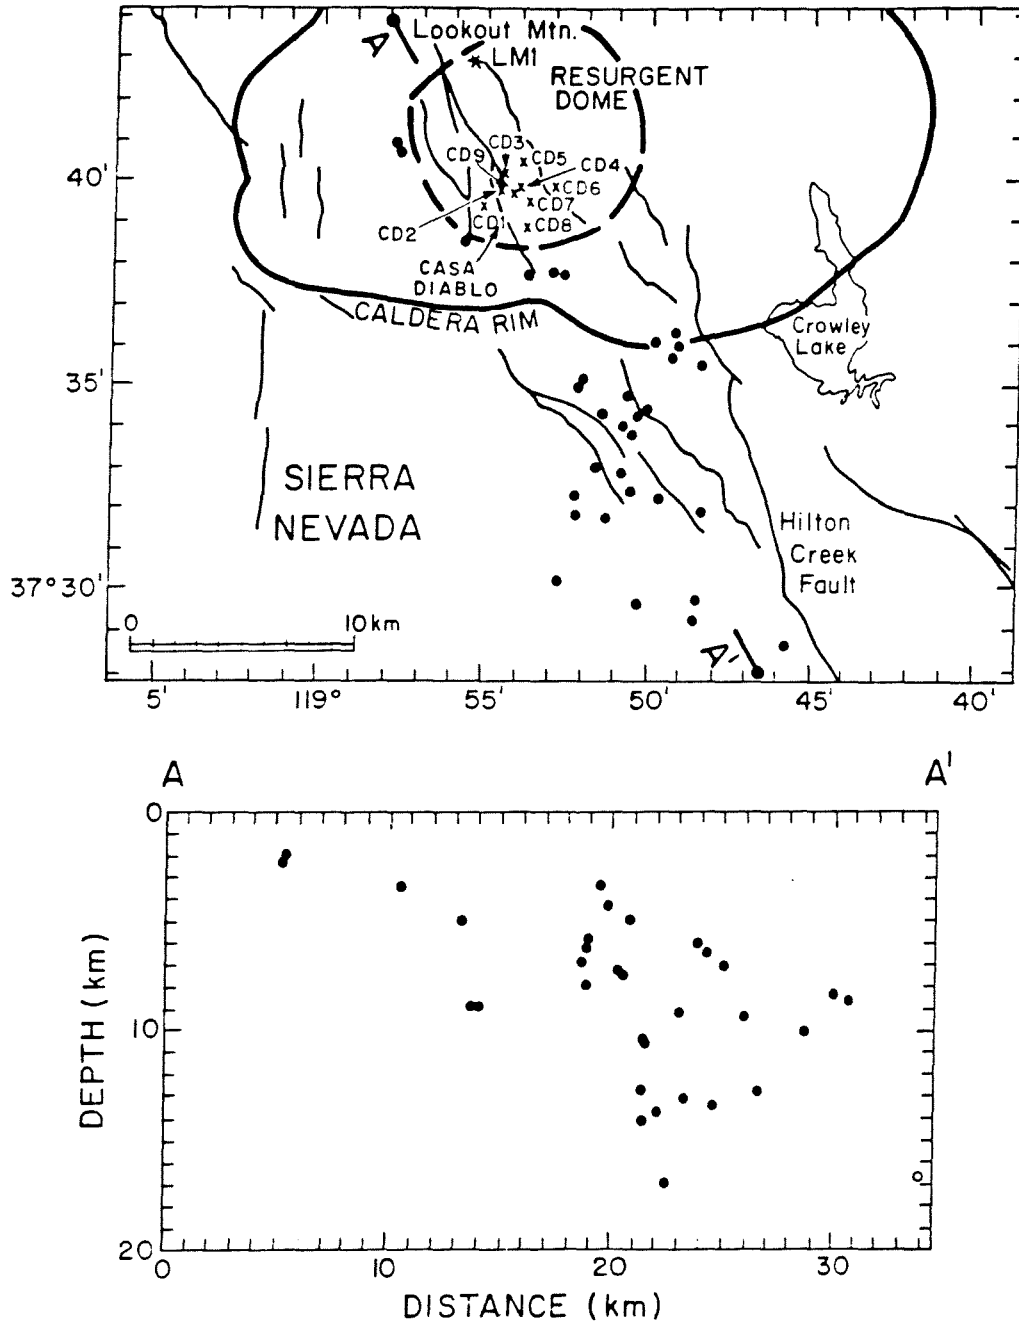 A
Lookout Mtn.
LM1
RESURGENT
DOME
CD3
CD9
CD5
CD4
CD6
CD7
CD1
CD8
CD2
CASA
DIABLO
CALDERA RIM
Crowley
Lake
SIERRA
NEVADA
Hilton
Creek
Fault
A'
40'
35'
37°30'
0 10 km
5' 119° 55' 50' 45' 40'
A A'
0
10
20
DEPTH (km)
0 10 20 30
DISTANCE (km)